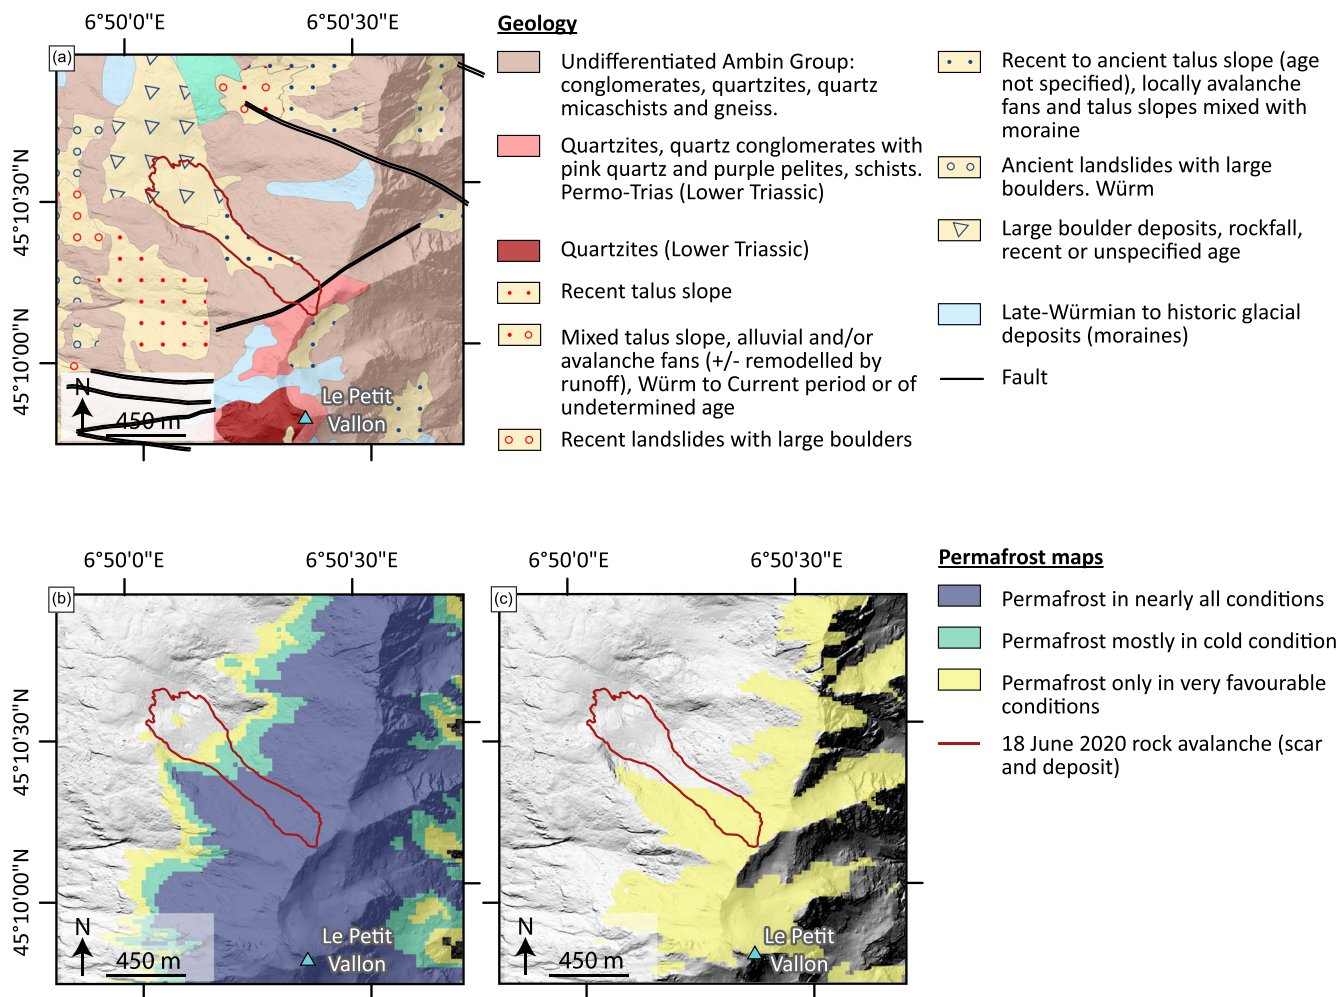 6°50'0"E 6°50'30"E
(a)
45°10'30"N
45°10'00"N
N
450 m
Le Petit
Vallon
Geology
Undifferentiated Ambin Group:
conglomerates, quartzites, quartz
micaschists and gneiss.
Quartzites, quartz conglomerates with
pink quartz and purple pelites, schists.
Permo-Trias (Lower Triassic)
Quartzites (Lower Triassic)
Recent talus slope
Mixed talus slope, alluvial and/or
avalanche fans (+/- remodelled by
runoff), Würm to Current period or of
undetermined age
Recent landslides with large boulders
Recent to ancient talus slope (age
not specified), locally avalanche
fans and talus slopes mixed with
moraine
Ancient landslides with large
boulders. Würm
Large boulder deposits, rockfall,
recent or unspecified age
Late-Würmian to historic glacial
deposits (moraines)
Fault
6°50'0"E 6°50'30"E
(b)
45°10'30"N
45°10'00"N
N
450 m
Le Petit
Vallon
6°50'0"E 6°50'30"E
(c)
N
450 m
Le Petit
Vallon
Permafrost maps
Permafrost in nearly all conditions
Permafrost mostly in cold condition
Permafrost only in very favourable
conditions
18 June 2020 rock avalanche (scar
and deposit)